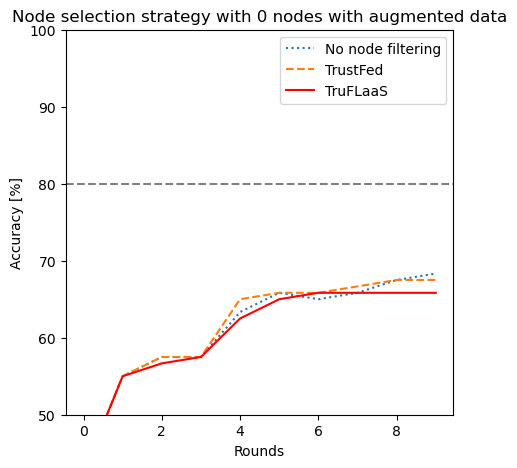 Node selection strategy with 0 nodes with augmented data
No node filtering
TrustFed
TruFLaaS
100
90
80
70
60
50
Accuracy [%]
0 2 4 6 8
Rounds